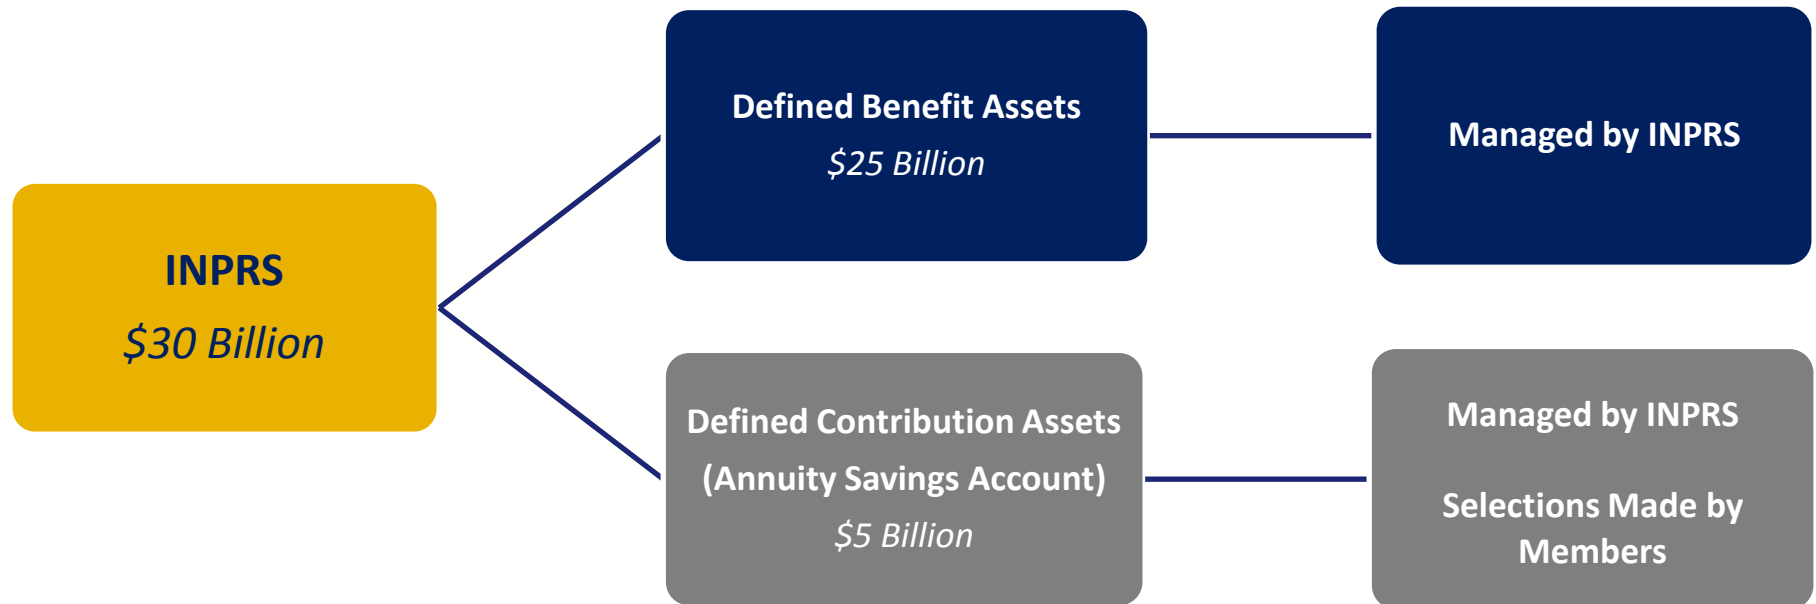 INPRS
$30 Billion
Defined Benefit Assets
$25 Billion
Managed by INPRS
Defined Contribution Assets
(Annuity Savings Account)
$5 Billion
Managed by INPRS
Selections Made by
Members